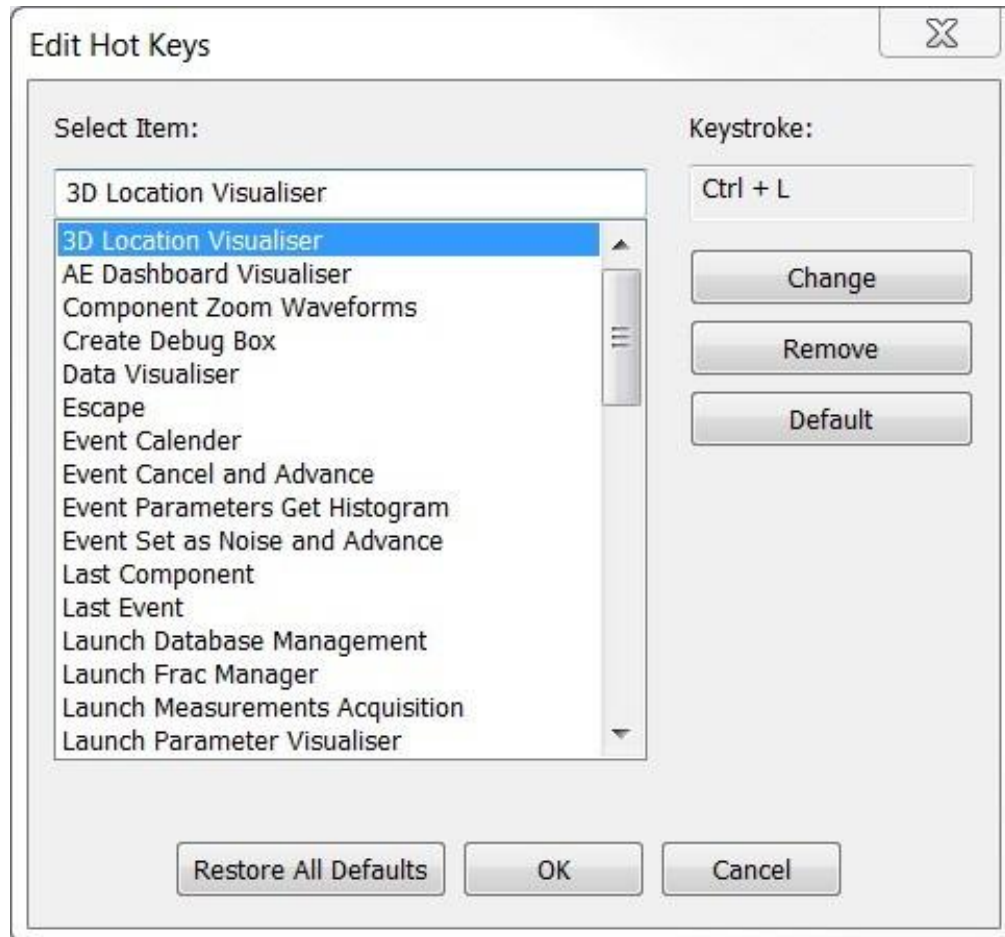 Edit Hot Keys
Select Item:
Keystroke:
3D Location Visualiser
Ctrl + L
3D Location Visualiser
AE Dashboard Visualiser
Component Zoom Waveforms
Create Debug Box
Data Visualiser
Escape
Event Calender
Event Cancel and Advance
Event Parameters Get Histogram
Event Set as Noise and Advance
Last Component
Last Event
Launch Database Management
Launch Frac Manager
Launch Measurements Acquisition
Launch Parameter Visualiser
Change
Remove
Default
Restore All Defaults
OK
Cancel